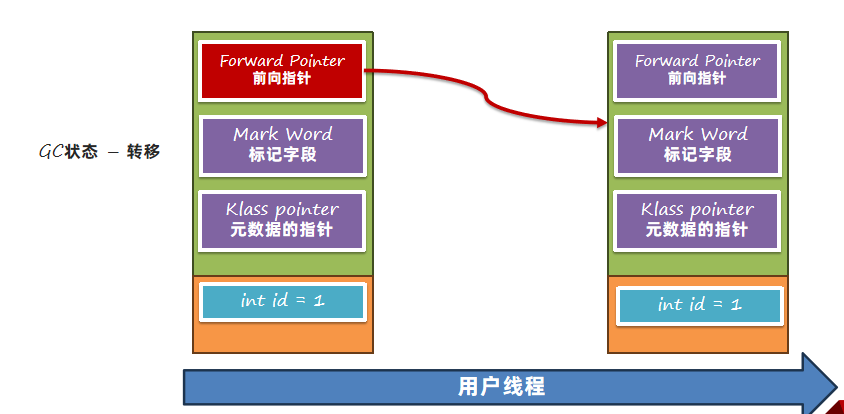 Forward Pointer
前向指针
Forward Pointer
前向指针
GC状态 – 转移
Mark Word
标记字段
Mark Word
标记字段
Klass pointer
元数据的指针
Klass pointer
元数据的指针
int id = 1
int id = 1
用户线程